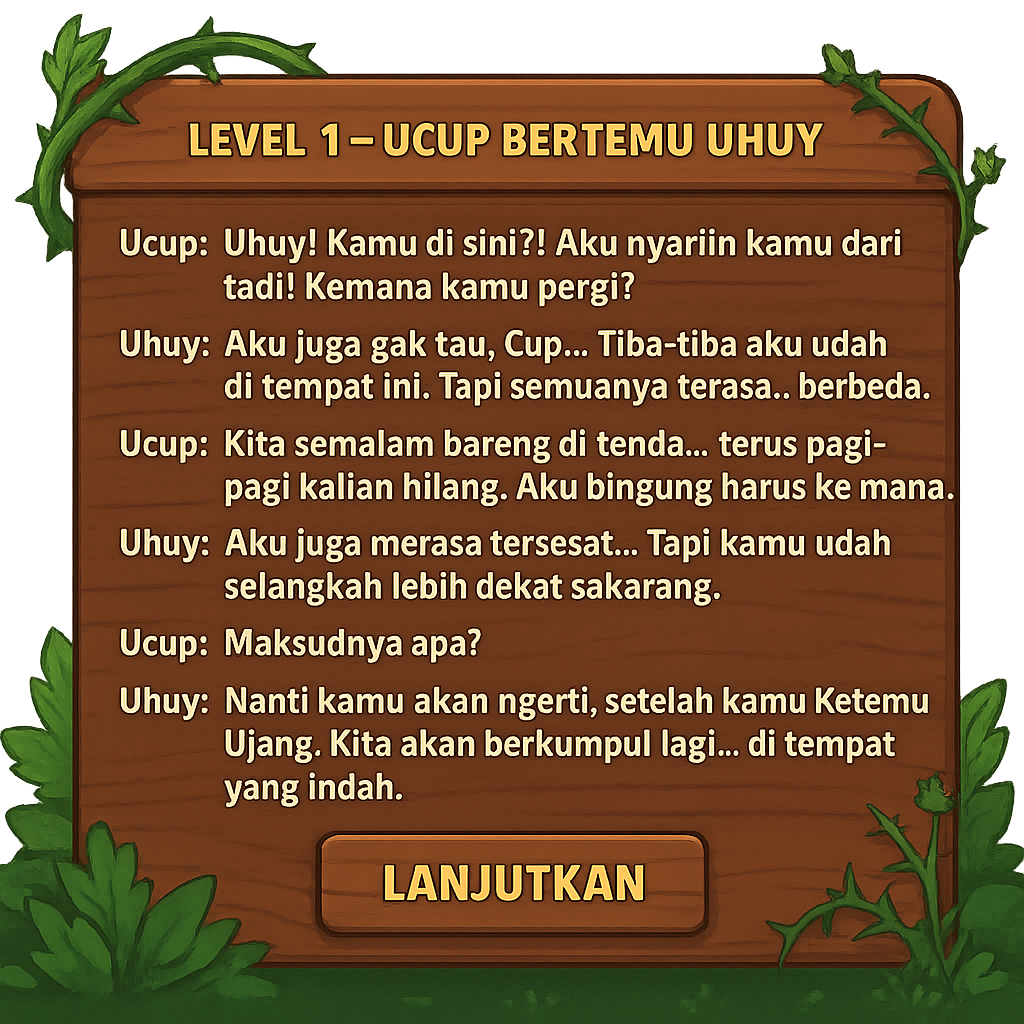 LEVEL 1 – UCUP BERTEMU UHUY
Ucup: Uhuy! Kamu di sini?! Aku nyariin kamu dari
tadi! Kemana kamu pergi?
Uhuy: Aku juga gak tau, Cup... Tiba-tiba aku udah
di tempat ini. Tapi semuanya terasa.. berbeda.
Ucup: Kita semalam bareng di tenda... terus pagi-
pagi kalian hilang. Aku bingung harus ke mana.
Uhuy: Aku juga merasa tersesat... Tapi kamu udah
selangkah lebih dekat sakarang.
Ucup: Maksudnya apa?
Uhuy: Nanti kamu akan ngerti, setelah kamu Ketemu
Ujang. Kita akan berkumpul lagi... di tempat
yang indah.
LANJUTKAN